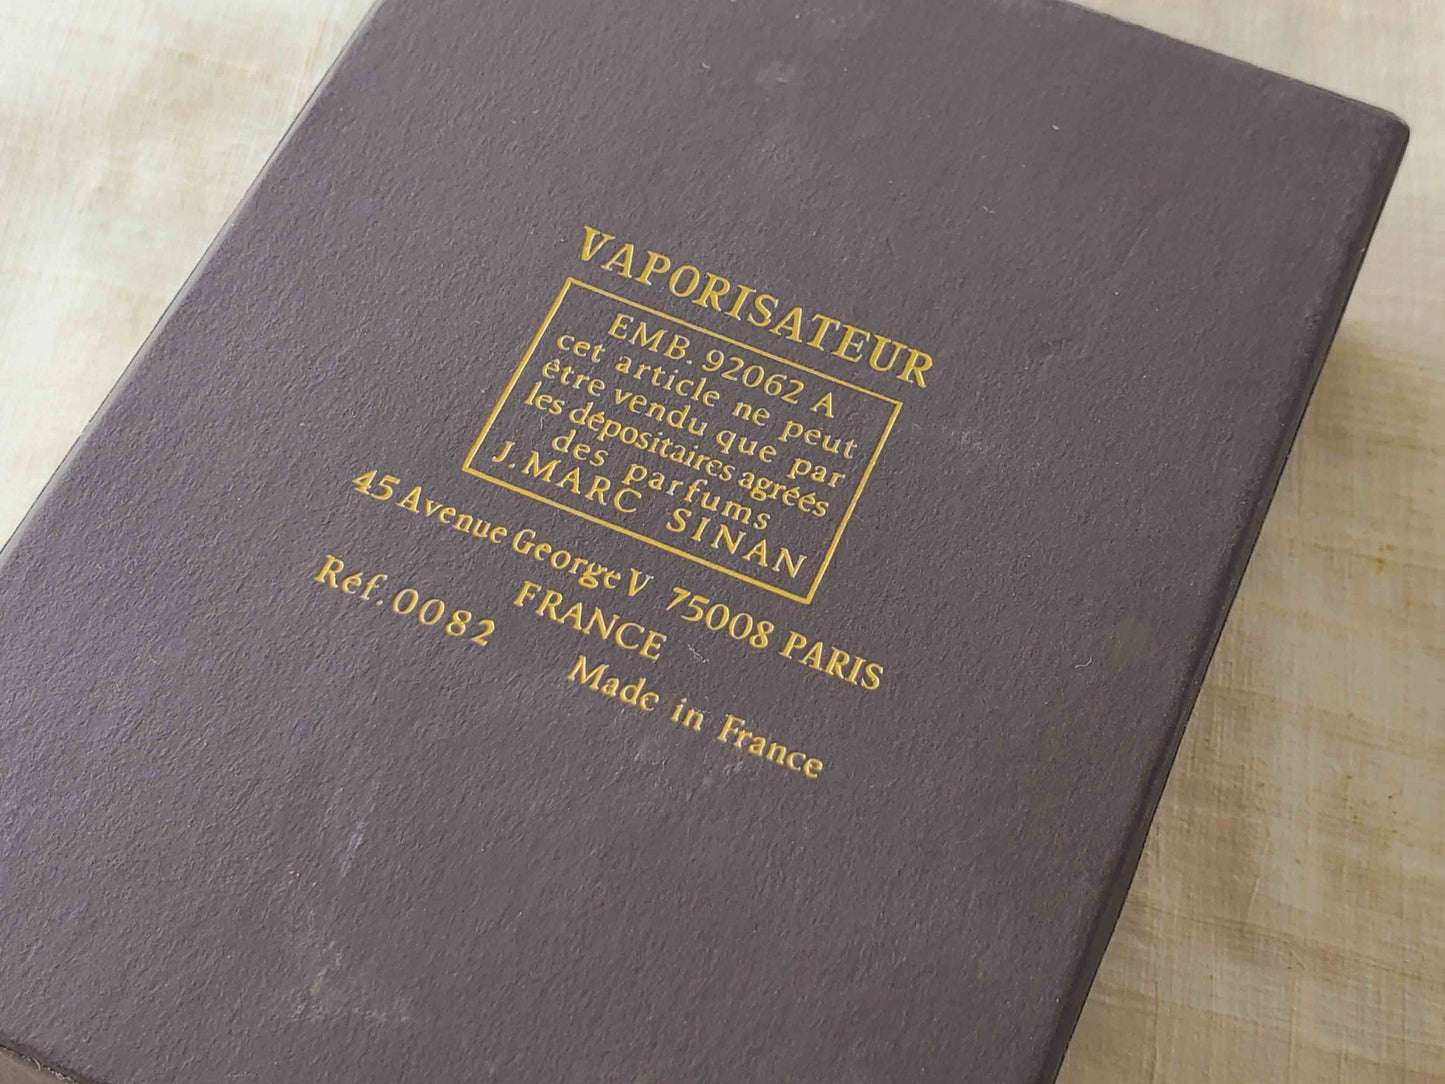 VAPORISATEUR
EMB. 92062 A
cet article ne peut
être vendu que par
les dépositaires agréés
des parfums
J. MARC SINAN
45 Avenue George V 75008 PARIS
FRANCE
Réf. 0082
Made in France